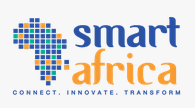 smart
africa
CONNECT. INNOVATE. TRANSFORM